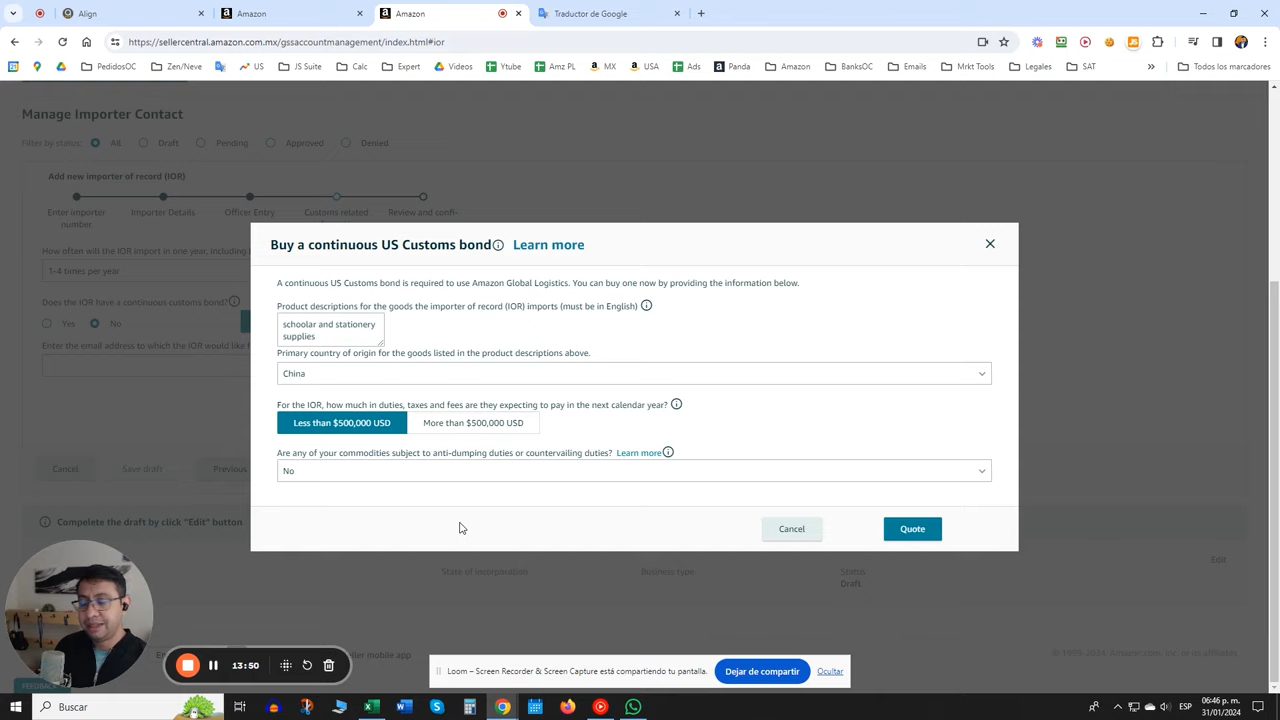 Align
Amazon
Amazon
Traductor de Google
https://sellercentral.amazon.com.mx/gssaccountmanagement/index.html#ior
PedidosOC
Zen/Neve
US
JS Suite
Calc
Expert
Videos
Ytube
Amz PL
MX
USA
Ads
Panda
Amazon
BanksOC
Emails
Mrkt Tools
Legales
SAT
»
Todos los marcadores
Manage Importer Contact
Filter by status:
All
Draft
Pending
Approved
Denied
Add new importer of record (IOR)
Enter importer
number
Importer Details
Officer Entry
Customs related
Review and confi-
How often will the IOR import in one year, including
1-4 times per year
Does the IOR have a continuous customs bond?
Yes
No
Enter the email address to which the IOR would like
Cancel
Save draft
Previous
Buy a continuous US Customs bond
Learn more
A continuous US Customs bond is required to use Amazon Global Logistics. You can buy one now by providing the information below.
Product descriptions for the goods the importer of record (IOR) imports (must be in English)
schoolar and stationery
supplies
Primary country of origin for the goods listed in the product descriptions above.
China
For the IOR, how much in duties, taxes and fees are they expecting to pay in the next calendar year?
Less than $500,000 USD
More than $500,000 USD
Are any of your commodities subject to anti-dumping duties or countervailing duties? Learn more
No
Cancel
Quote
Compelete the draft by click "Edit" button
State of incorporation
Business type
Status
Draft
Edit
ller mobile app
© 1999-2024, Amazon.com, Inc. or its affiliates
FEEDBACK
13:50
Loom – Screen Recorder & Screen Capture está compartiendo tu pantalla.
Dejar de compartir
Ocultar
Buscar
ESP
06:46 p. m.
31/01/2024